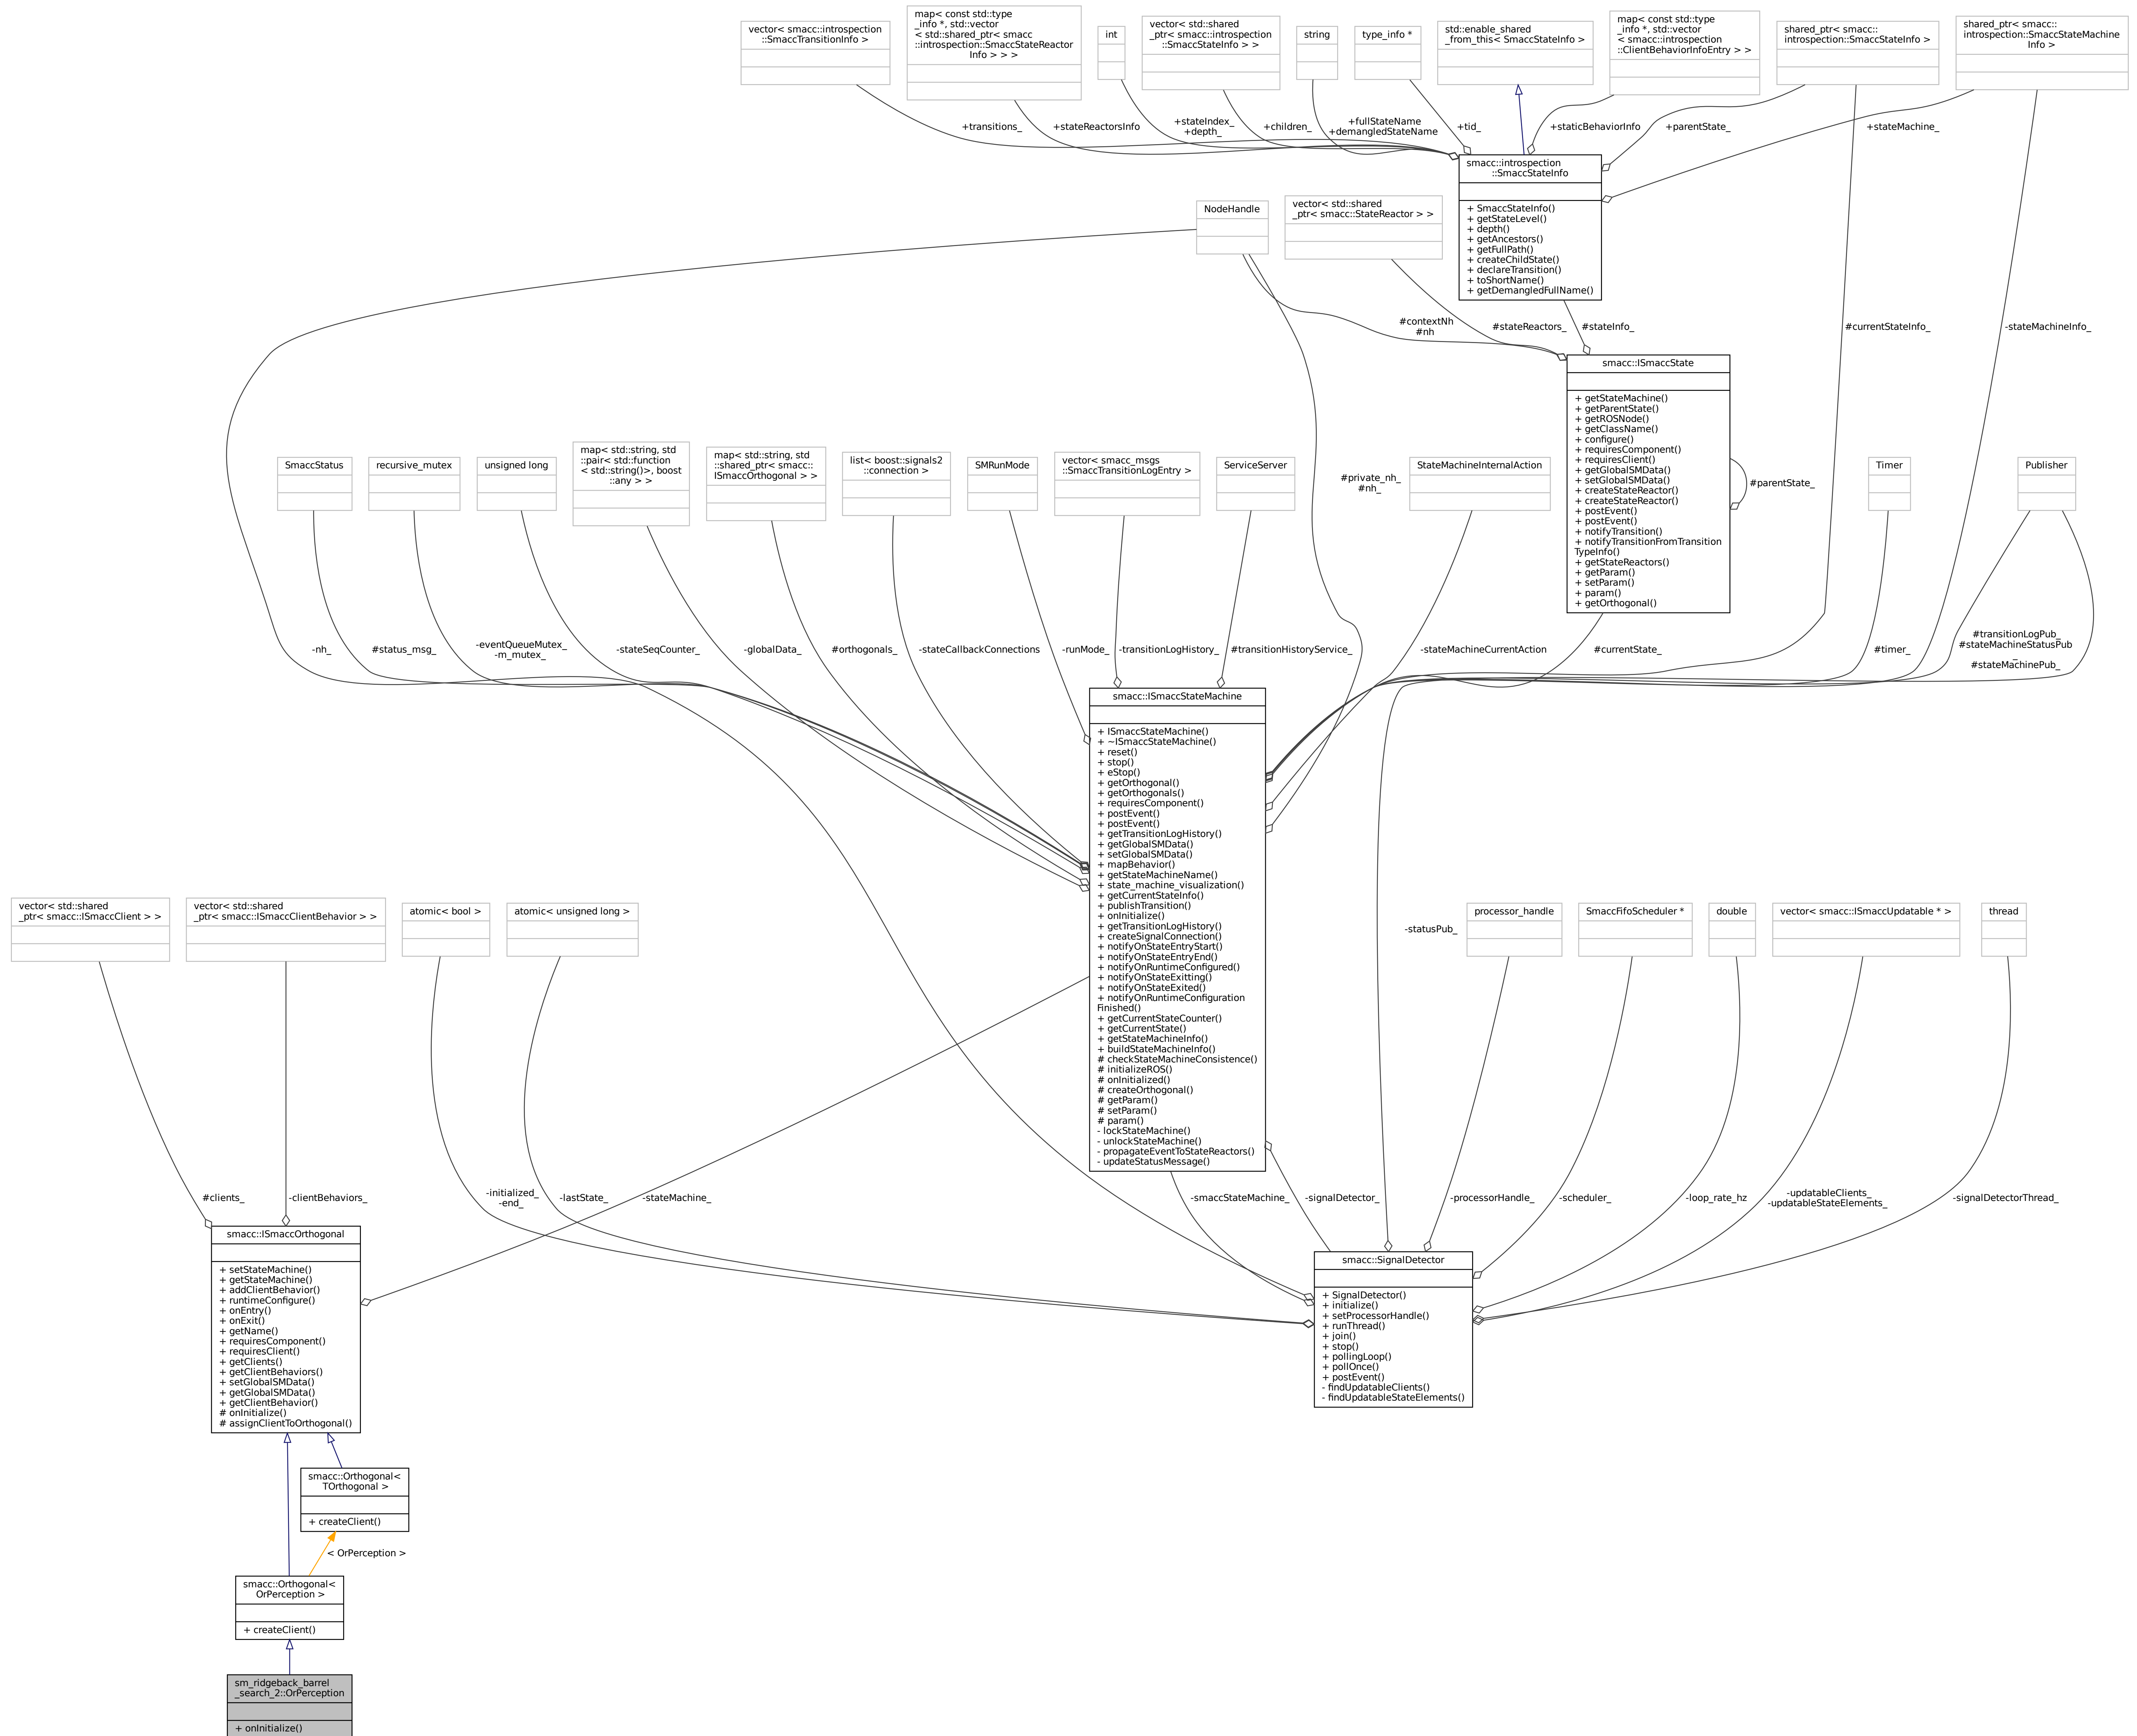 vector< smacc::introspection
::SmaccTransitionInfo >
map< const std::type
_info *, std::vector
< std::shared_ptr< smacc
::introspection::SmaccStateReactor
Info > > >
int
vector< std::shared
_ptr< smacc::introspection
::SmaccStateInfo > >
string
type_info *
std::enable_shared
_from_this< SmaccStateInfo >
map< const std::type
_info *, std::vector
< smacc::introspection
::ClientBehaviorInfoEntry > >
shared_ptr< smacc::
introspection::SmaccStateInfo >
shared_ptr< smacc::
introspection::SmaccStateMachine
Info >
+transitions_
+stateReactorsInfo
+stateIndex_
+depth_
+children_
+fullStateName
+demangledStateName
+tid_
+staticBehaviorInfo
+parentState_
+stateMachine_
smacc::introspection
::SmaccStateInfo
+ SmaccStateInfo()
+ getStateLevel()
+ depth()
+ getAncestors()
+ getFullPath()
+ createChildState()
+ declareTransition()
+ toShortName()
+ getDemangledFullName()
NodeHandle
vector< std::shared
_ptr< smacc::StateReactor > >
#contextNh
#nh
#stateReactors_
#stateInfo_
#currentStateInfo_
-stateMachineInfo_
smacc::ISmaccState
+ getStateMachine()
+ getParentState()
+ getROSNode()
+ getClassName()
+ configure()
+ requiresComponent()
+ requiresClient()
+ getGlobalSMData()
+ setGlobalSMData()
+ createStateReactor()
+ createStateReactor()
+ postEvent()
+ postEvent()
+ notifyTransition()
+ notifyTransitionFromTransition
TypeInfo()
+ getStateReactors()
+ getParam()
+ setParam()
+ param()
+ getOrthogonal()
#parentState_
SmaccStatus
recursive_mutex
unsigned long
map< std::string, std
::pair< std::function
< std::string()>, boost
::any > >
map< std::string, std
::shared_ptr< smacc::
ISmaccOrthogonal > >
list< boost::signals2
::connection >
SMRunMode
vector< smacc_msgs
::SmaccTransitionLogEntry >
ServiceServer
#private_nh_
#nh_
StateMachineInternalAction
Timer
Publisher
-nh_
#status_msg_
-eventQueueMutex_
-m_mutex_
-stateSeqCounter_
-globalData_
#orthogonals_
-stateCallbackConnections
-runMode_
-transitionLogHistory_
#transitionHistoryService_
-stateMachineCurrentAction
#currentState_
#timer_
#transitionLogPub_
#stateMachineStatusPub
_
#stateMachinePub_
smacc::ISmaccStateMachine
+ ISmaccStateMachine()
+ ~ISmaccStateMachine()
+ reset()
+ stop()
+ eStop()
+ getOrthogonal()
+ getOrthogonals()
+ requiresComponent()
+ postEvent()
+ postEvent()
+ getTransitionLogHistory()
+ getGlobalSMData()
+ setGlobalSMData()
+ mapBehavior()
+ getStateMachineName()
+ state_machine_visualization()
+ getCurrentStateInfo()
+ publishTransition()
+ onInitialize()
+ getTransitionLogHistory()
+ createSignalConnection()
+ notifyOnStateEntryStart()
+ notifyOnStateEntryEnd()
+ notifyOnRuntimeConfigured()
+ notifyOnStateExitting()
+ notifyOnStateExited()
+ notifyOnRuntimeConfiguration
Finished()
+ getCurrentStateCounter()
+ getCurrentState()
+ getStateMachineInfo()
+ buildStateMachineInfo()
# checkStateMachineConsistence()
# initializeROS()
# onInitialized()
# createOrthogonal()
# getParam()
# setParam()
# param()
- lockStateMachine()
- unlockStateMachine()
- propagateEventToStateReactors()
- updateStatusMessage()
vector< std::shared
_ptr< smacc::ISmaccClient > >
vector< std::shared
_ptr< smacc::ISmaccClientBehavior > >
atomic< bool >
atomic< unsigned long >
-statusPub_
processor_handle
SmaccFifoScheduler *
double
vector< smacc::ISmaccUpdatable * >
thread
#clients_
-clientBehaviors_
-initialized_
-end_
-lastState_
-stateMachine_
-smaccStateMachine_
-signalDetector_
-processorHandle_
-scheduler_
-loop_rate_hz
-updatableClients_
-updatableStateElements_
-signalDetectorThread_
smacc::ISmaccOrthogonal
+ setStateMachine()
+ getStateMachine()
+ addClientBehavior()
+ runtimeConfigure()
+ onEntry()
+ onExit()
+ getName()
+ requiresComponent()
+ requiresClient()
+ getClients()
+ getClientBehaviors()
+ setGlobalSMData()
+ getGlobalSMData()
+ getClientBehavior()
# onInitialize()
# assignClientToOrthogonal()
smacc::SignalDetector
+ SignalDetector()
+ initialize()
+ setProcessorHandle()
+ runThread()
+ join()
+ stop()
+ pollingLoop()
+ pollOnce()
+ postEvent()
- findUpdatableClients()
- findUpdatableStateElements()
smacc::Orthogonal<
TOrthogonal >
+ createClient()
< OrPerception >
smacc::Orthogonal<
OrPerception >
+ createClient()
sm_ridgeback_barrel
_search_2::OrPerception
+ onInitialize()